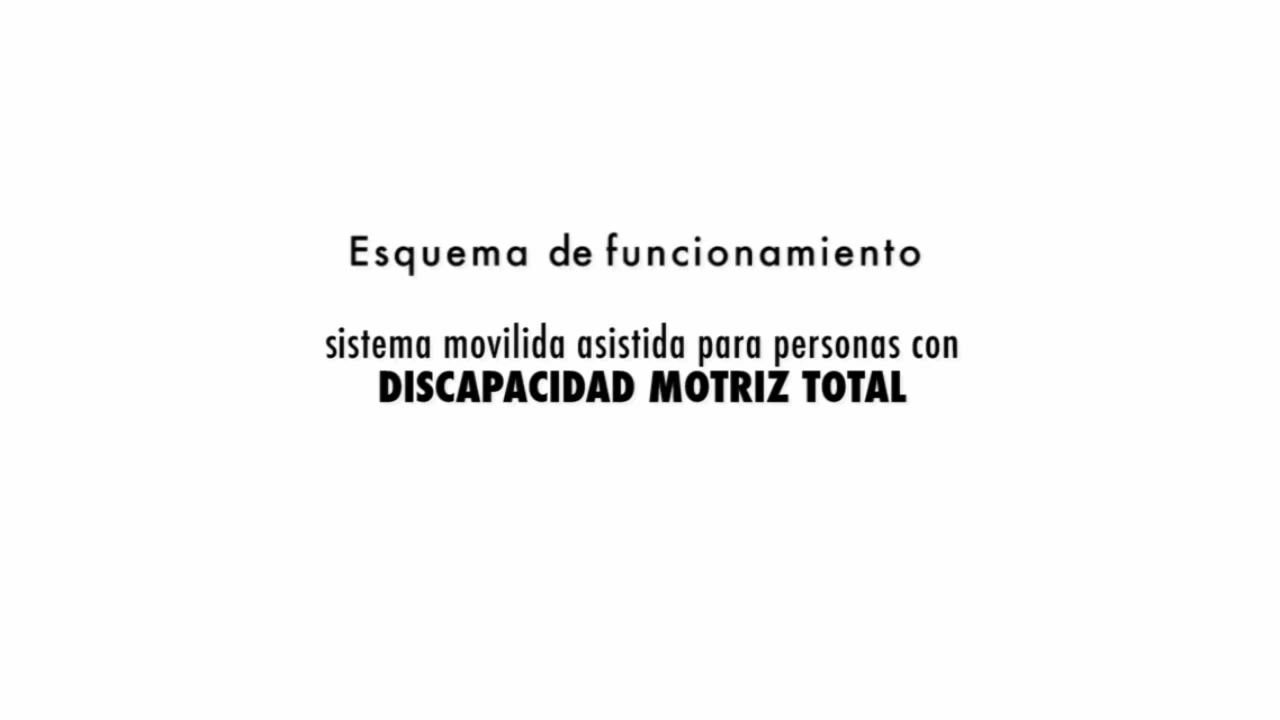 Esquema de funcionamiento
sistema movilida asistida para personas con
DISCAPACIDAD MOTRIZ TOTAL